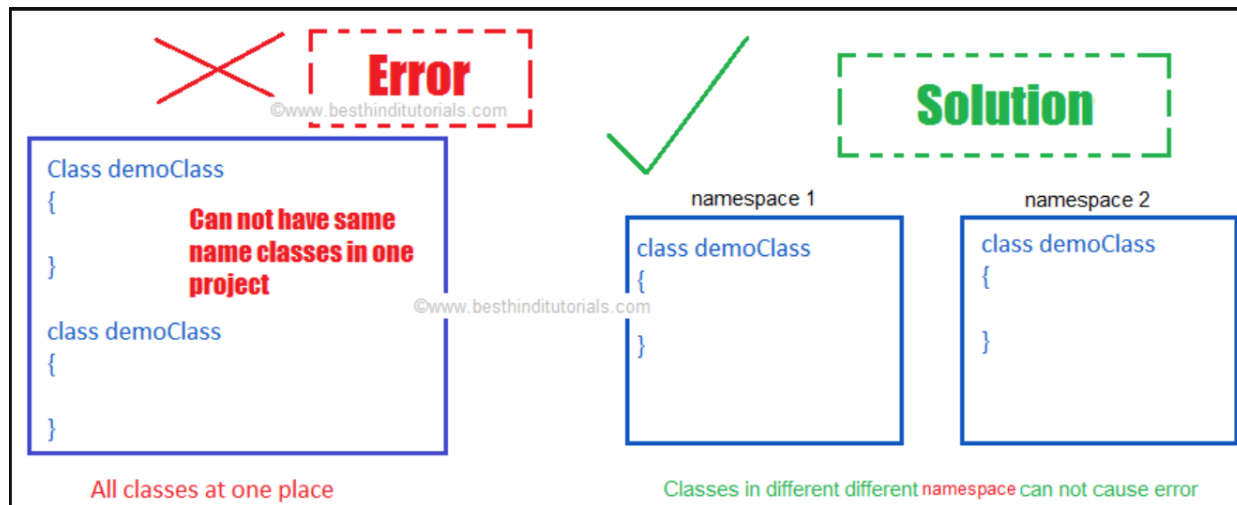 Error
©www.besthinditutorials.com
Class demoClass
{
Can not have same
name classes in one
project
}
class demoClass
{
}
All classes at one place
©www.besthinditutorials.com
Solution
namespace 1
class demoClass
{
}
namespace 2
class demoClass
{
}
Classes in different different namespace can not cause error